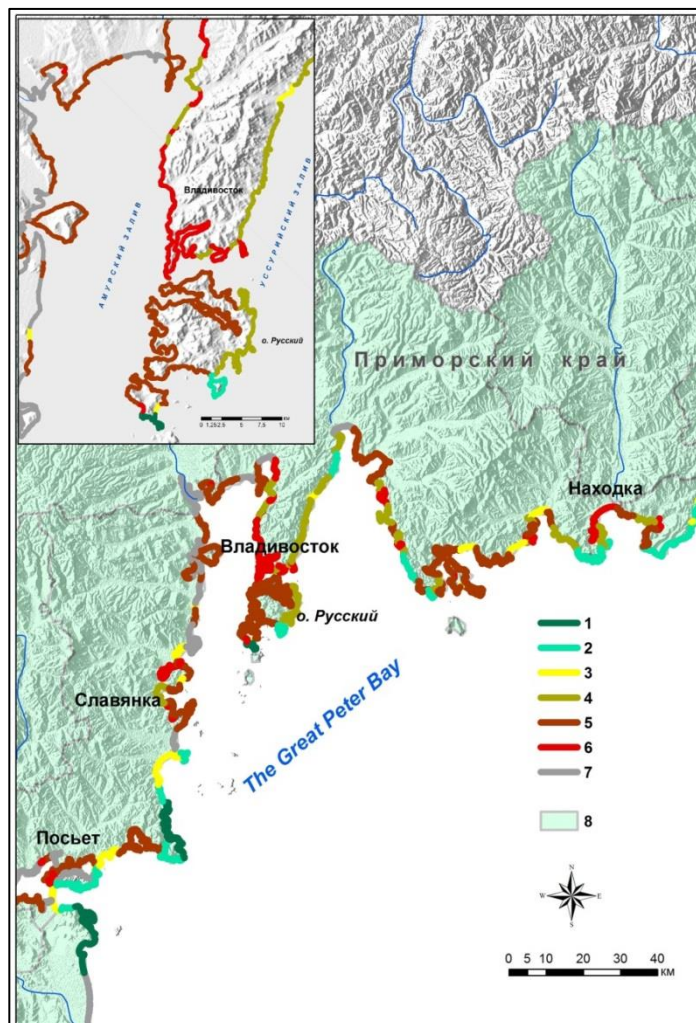 Владивосток
АМУРСКИЙ ЗАЛИВ
УССУРИЙСКИЙ ЗАЛИВ
о. Русский
0 1,25 2,5 5 7,5 10
КМ
Приморский край
Находка
Владивосток
о. Русский
1
2
3
4
5
6
7
8
Славянка
The Great Peter Bay
Посьет
N
W E
S
0 5 10 20 30 40
КМ